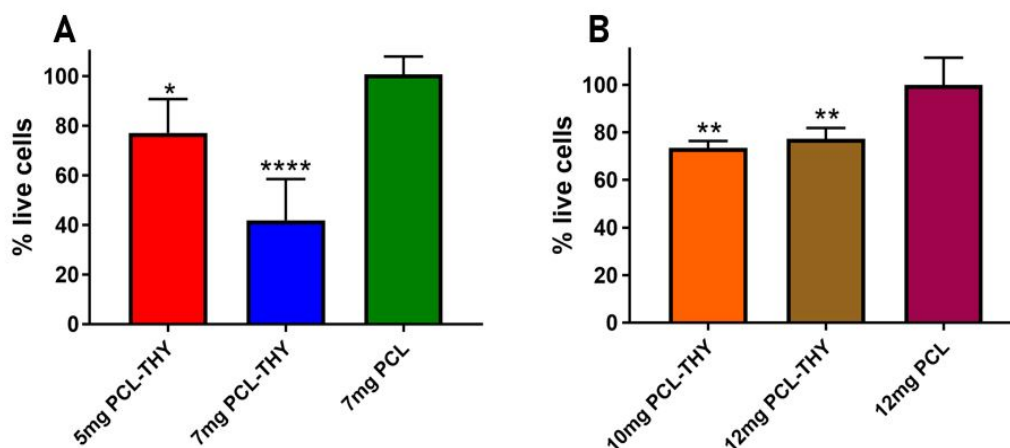 A
% live cells
100
80
60
40
20
0
*
****
5mg PCL-THY
7mg PCL-THY
7mg PCL
B
% live cells
100
80
60
40
20
0
**
**
10mg PCL-THY
12mg PCL-THY
12mg PCL